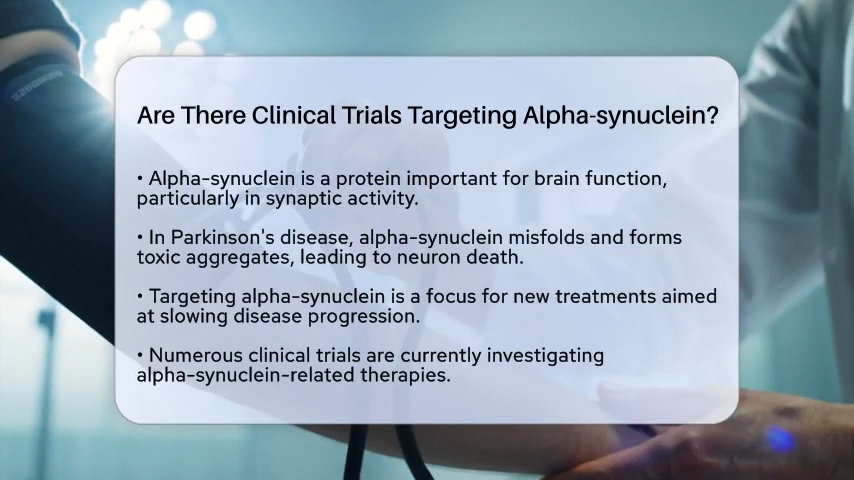 Are There Clinical Trials Targeting Alpha-synuclein?
• Alpha-synuclein is a protein important for brain function,
particularly in synaptic activity.
• In Parkinson's disease, alpha-synuclein misfolds and forms
toxic aggregates, leading to neuron death.
• Targeting alpha-synuclein is a focus for new treatments aimed
at slowing disease progression.
• Numerous clinical trials are currently investigating
alpha-synuclein-related therapies.